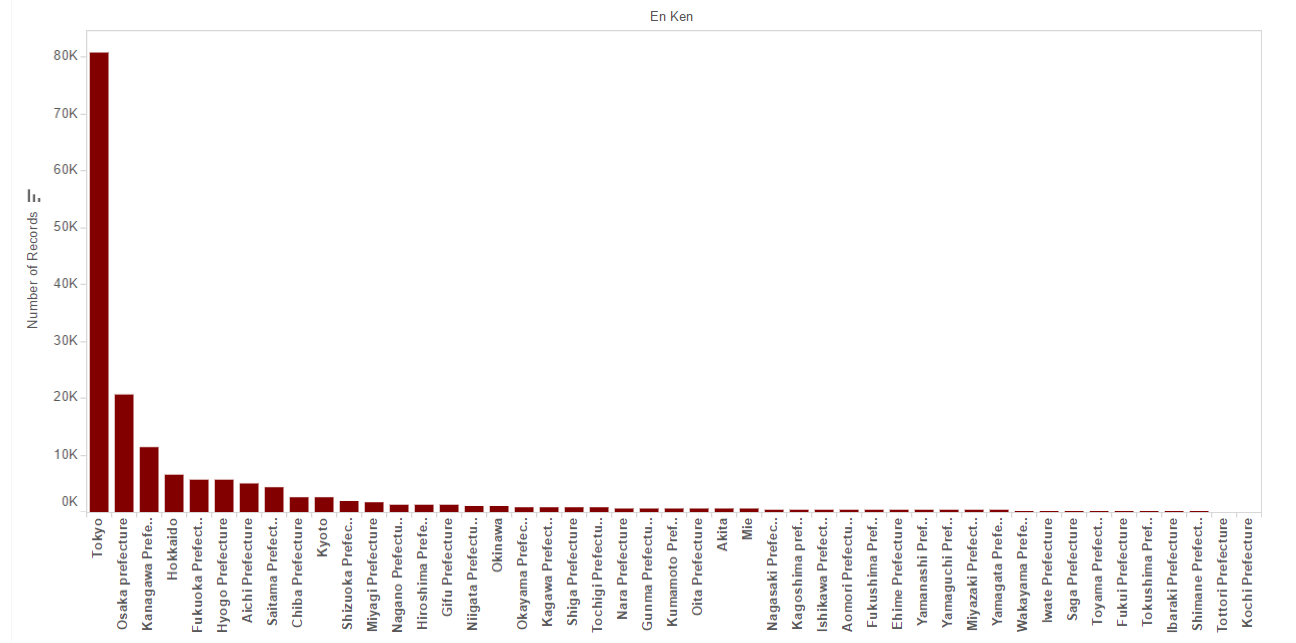 En Ken
Number of Records
80K
70K
60K
50K
40K
30K
20K
10K
0K
Tokyo
Osaka prefecture
Kanagawa Prefe..
Hokkaido
Fukuoka Prefect..
Hyogo Prefecture
Aichi Prefecture
Saitama Prefect..
Chiba Prefecture
Kyoto
Shizuoka Prefec..
Miyagi Prefecture
Nagano Prefectu..
Hiroshima Prefe..
Gifu Prefecture
Niigata Prefectu..
Okinawa
Okayama Prefec..
Kagawa Prefect..
Shiga Prefecture
Tochigi Prefectu..
Nara Prefecture
Gunma Prefectu..
Kumamoto Pref..
Oita Prefecture
Akita
Mie
Nagasaki Prefec..
Kagoshima pref..
Ishikawa Prefect..
Aomori Prefectu..
Fukushima Pref..
Ehime Prefecture
Yamanashi Pref..
Yamaguchi Pref..
Miyazaki Prefect..
Yamagata Prefe..
Wakayama Prefe..
Iwate Prefecture
Saga Prefecture
Toyama Prefect..
Fukui Prefecture
Tokushima Pref..
Ibaraki Prefecture
Shimane Prefect..
Tottori Prefecture
Kochi Prefecture